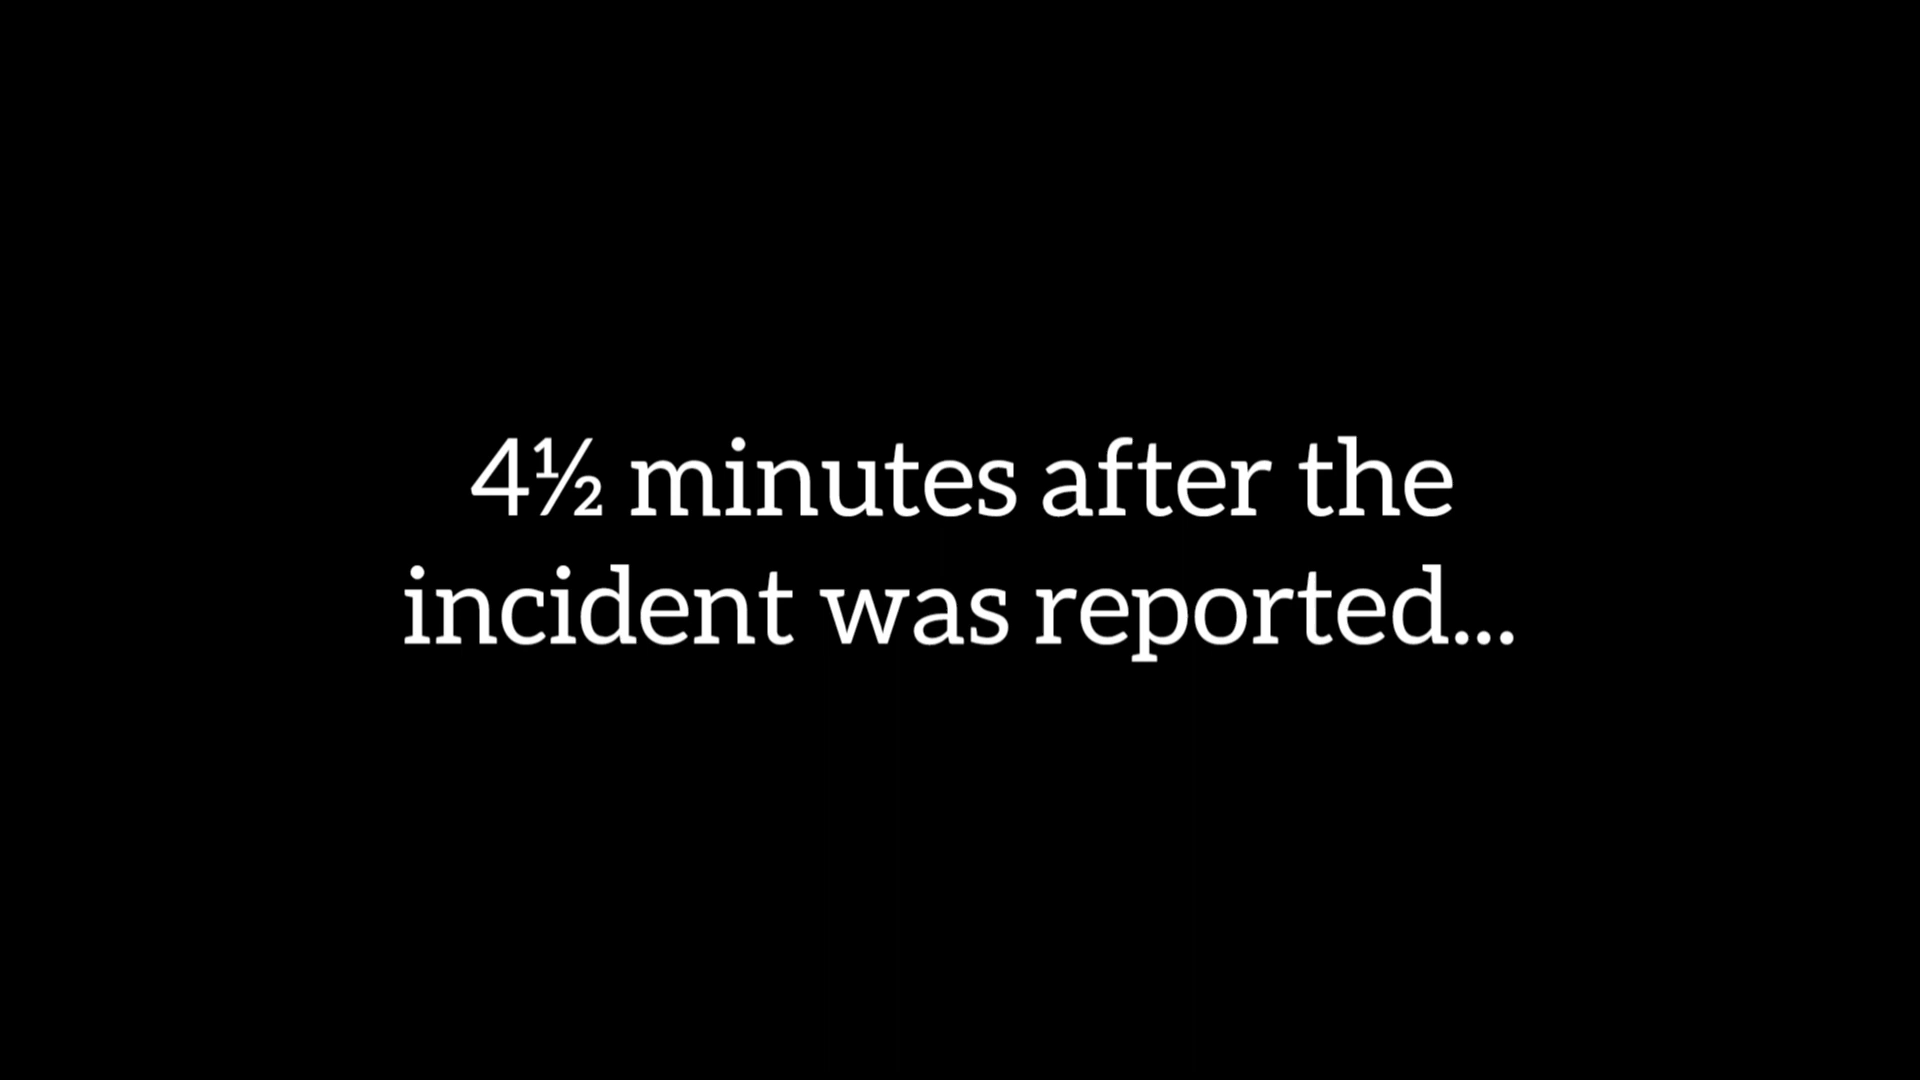 4½ minutes after the
incident was reported...